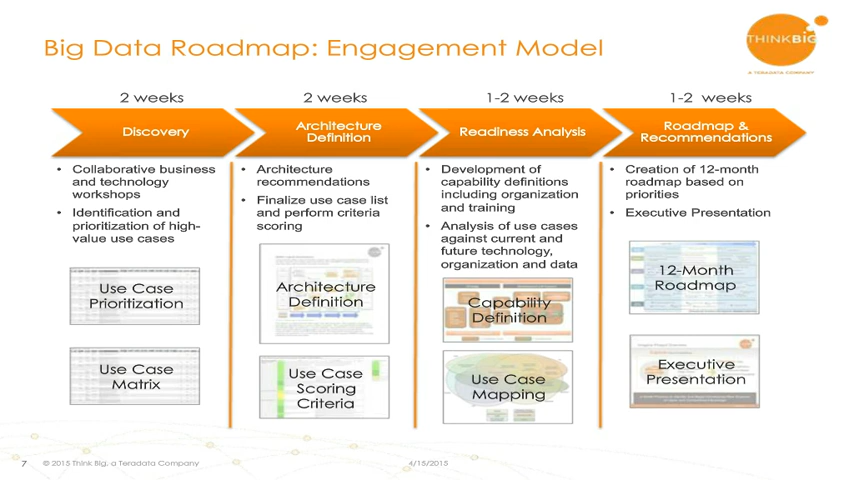 Big Data Roadmap: Engagement Model
THINKBIG
A TERADATA COMPANY
2 weeks
2 weeks
1-2 weeks
1-2 weeks
Discovery
Architecture
Definition
Readiness Analysis
Roadmap &
Recommendations
• Collaborative business
and technology
workshops
• Identification and
prioritization of high-
value use cases
Use Case
Prioritization
Use Case
Matrix
• Architecture
recommendations
• Finalize use case list
and perform criteria
scoring
Architecture
Definition
Use Case
Scoring
Criteria
• Development of
capability definitions
including organization
and training
• Analysis of use cases
against current and
future technology,
organization and data
Capability
Definition
Use Case
Mapping
• Creation of 12-month
roadmap based on
priorities
• Executive Presentation
12-Month
Roadmap
Executive
Presentation
7
© 2015 Think Big, a Teradata Company
4/15/2015